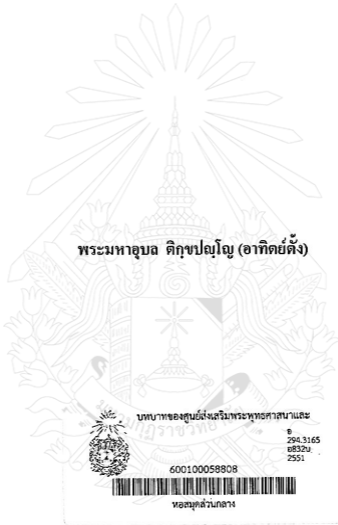 พระมหาอุบล ติกฺขปญฺโญ (อาทิตย์ตั้ง)
บทบาทของศูนย์ส่งเสริมพระพุทธศาสนาและ
อ
294.3165
อ832บ
2551
600100058808
หอสมุดส่วนกลาง